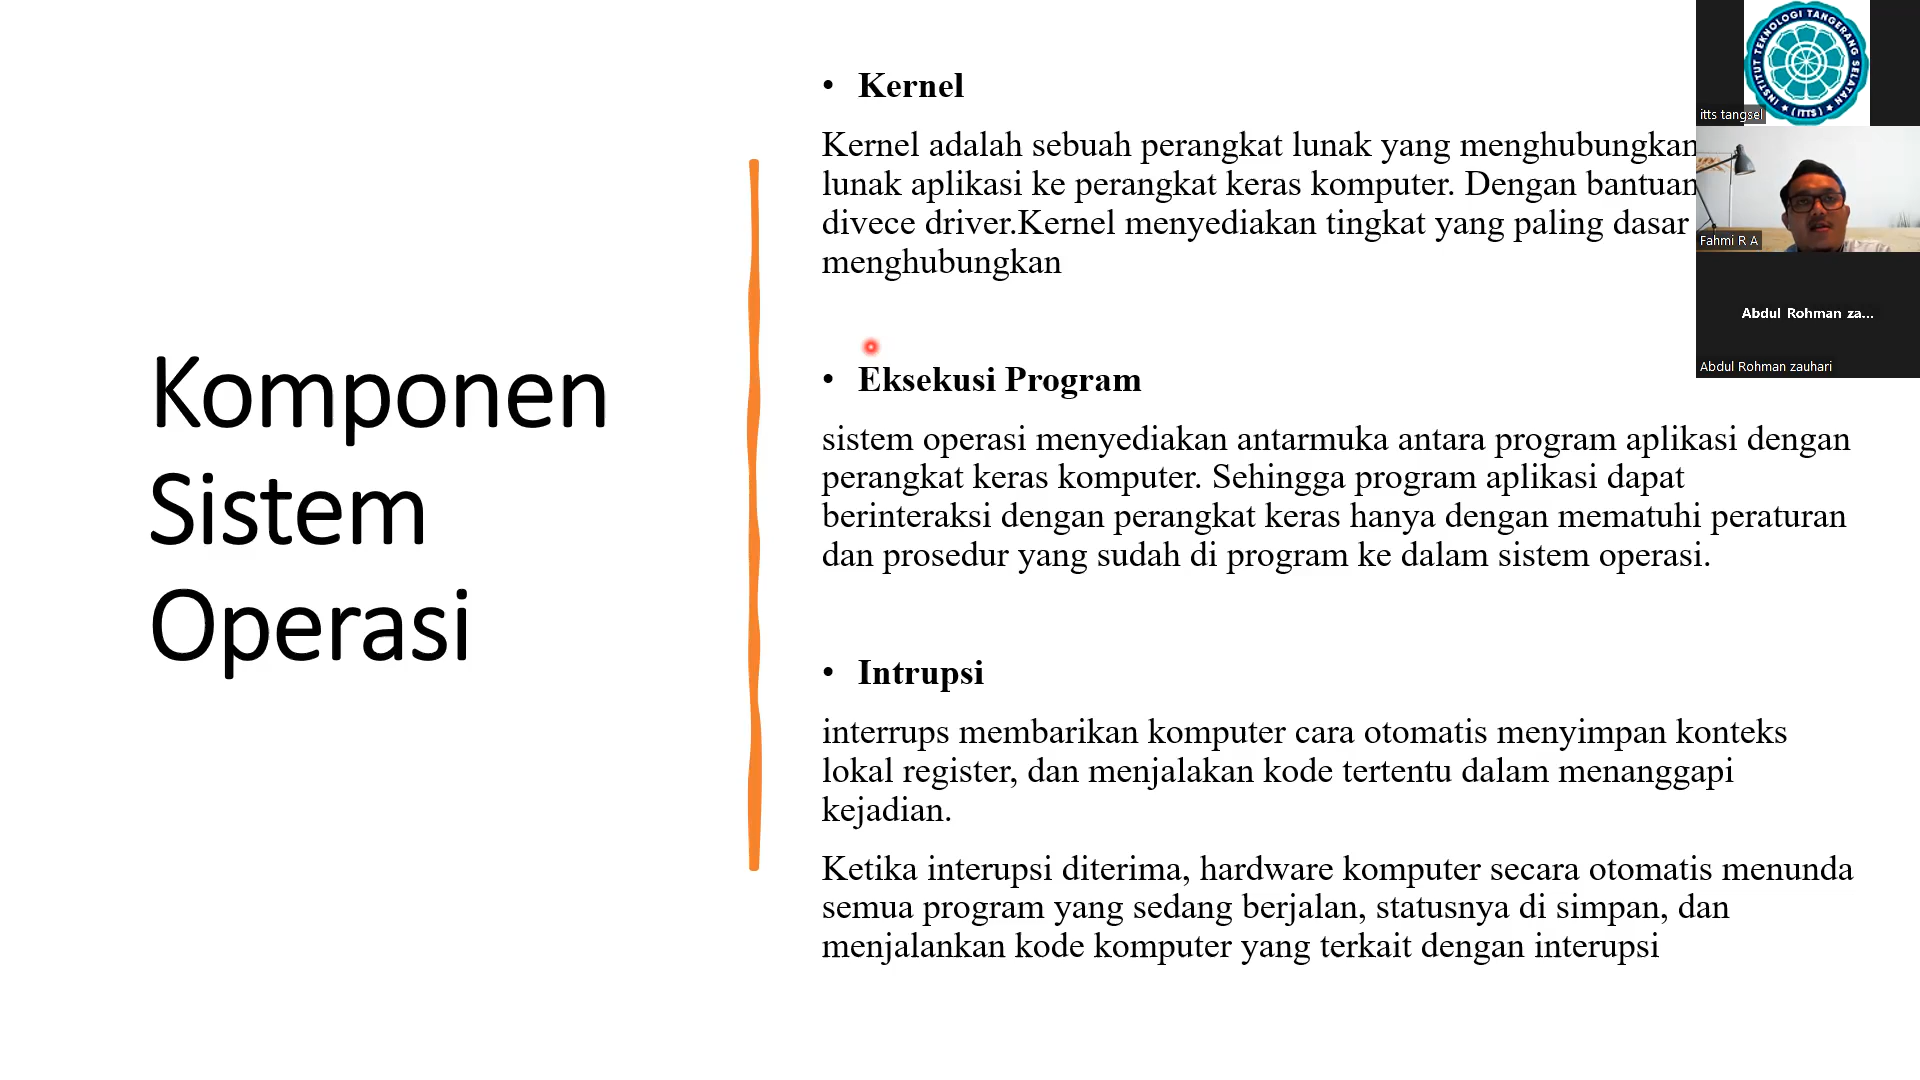 Komponen
Sistem
Operasi
• Kernel
Kernel adalah sebuah perangkat lunak yang menghubungkan
lunak aplikasi ke perangkat keras komputer. Dengan bantuan
divece driver.Kernel menyediakan tingkat yang paling dasar
menghubungkan
• Eksekusi Program
sistem operasi menyediakan antarmuka antara program aplikasi dengan
perangkat keras komputer. Sehingga program aplikasi dapat
berinteraksi dengan perangkat keras hanya dengan mematuhi peraturan
dan prosedur yang sudah di program ke dalam sistem operasi.
• Intrupsi
interrups membarikan komputer cara otomatis menyimpan konteks
lokal register, dan menjalakan kode tertentu dalam menanggapi
kejadian.
Ketika interupsi diterima, hardware komputer secara otomatis menunda
semua program yang sedang berjalan, statusnya di simpan, dan
menjalankan kode komputer yang terkait dengan interupsi
INSTITUT TEKNOLOGI TANGERANG SELATAN
(ITTS)
itts tangsel
Fahmi R A
Abdul Rohman za...
Abdul Rohman zauhari